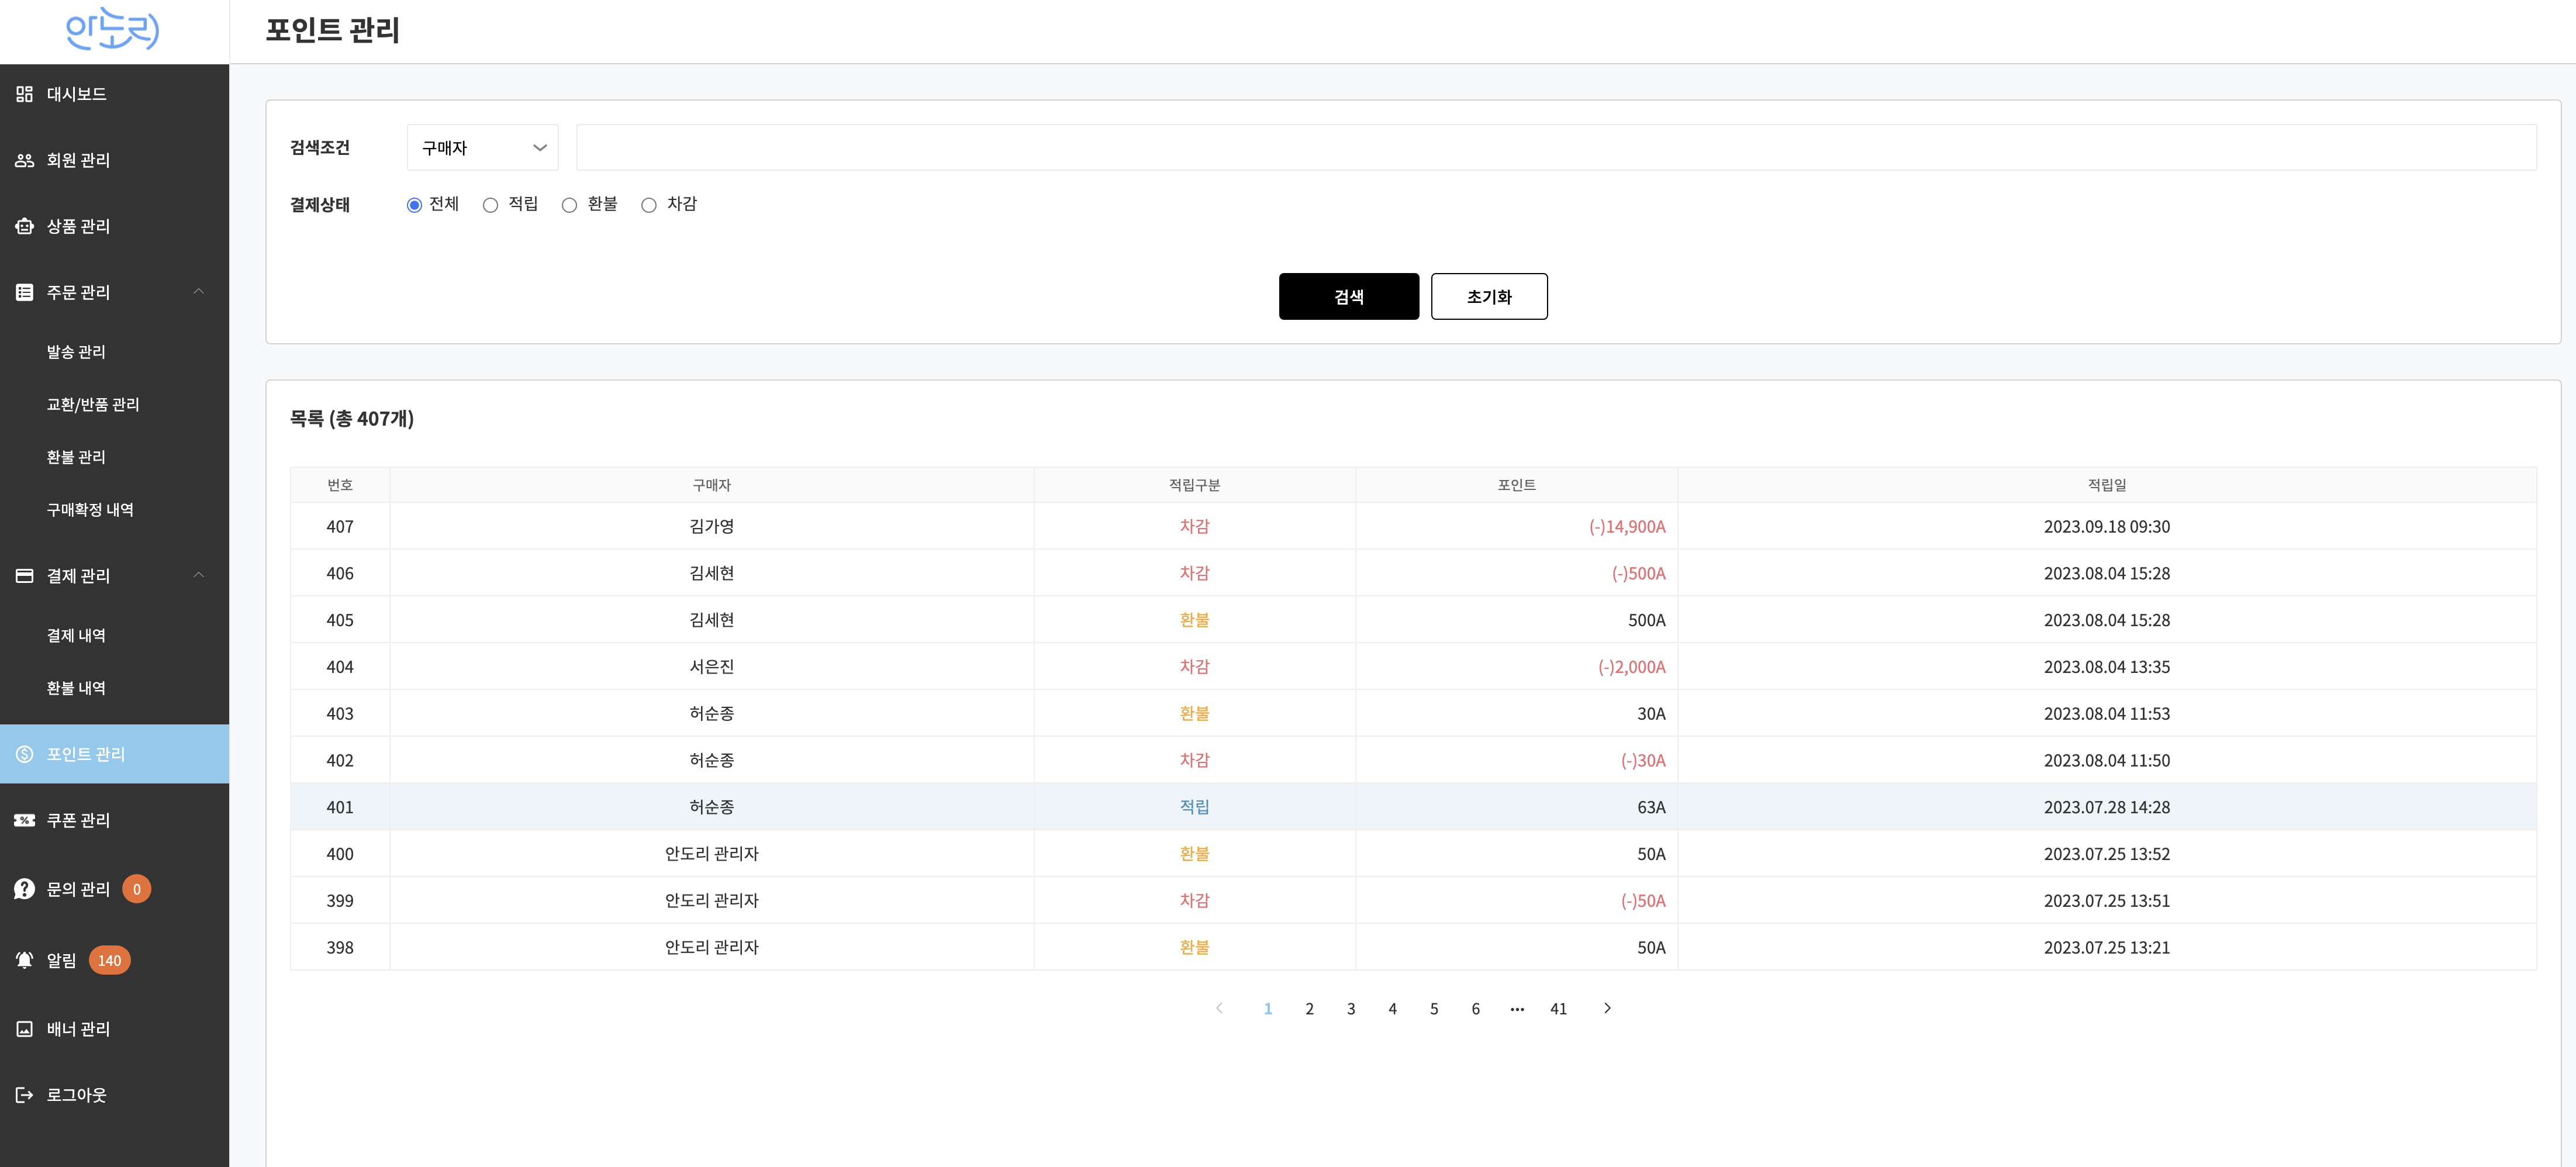 안도리
포인트 관리
대시보드
회원 관리
상품 관리
주문 관리
발송 관리
교환/반품 관리
환불 관리
구매확정 내역
결제 관리
결제 내역
환불 내역
포인트 관리
쿠폰 관리
문의 관리 0
알림 140
배너 관리
로그아웃
검색조건 구매자
결제상태 전체 적립 환불 차감
검색 초기화
목록 (총 407개)
번호 구매자 적립구분 포인트 적립일
407 김가영 차감 (-)14,900A 2023.09.18 09:30
406 김세현 차감 (-)500A 2023.08.04 15:28
405 김세현 환불 500A 2023.08.04 15:28
404 서은진 차감 (-)2,000A 2023.08.04 13:35
403 허순종 환불 30A 2023.08.04 11:53
402 허순종 차감 (-)30A 2023.08.04 11:50
401 허순종 적립 63A 2023.07.28 14:28
400 안도리 관리자 환불 50A 2023.07.25 13:52
399 안도리 관리자 차감 (-)50A 2023.07.25 13:51
398 안도리 관리자 환불 50A 2023.07.25 13:21
1 2 3 4 5 6 ••• 41